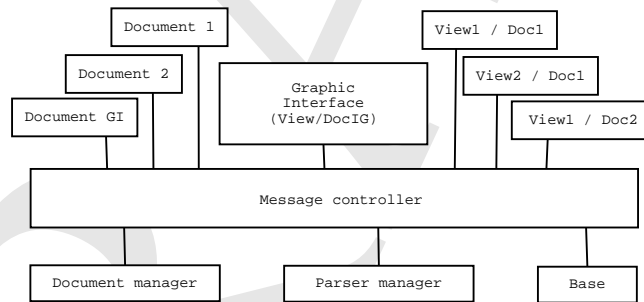 Document 1
View1 / Doc1
Document 2
View2 / Doc1
Graphic
Interface
(View/DocIG)
Document GI
View1 / Doc2
Message controller
Document manager
Parser manager
Base